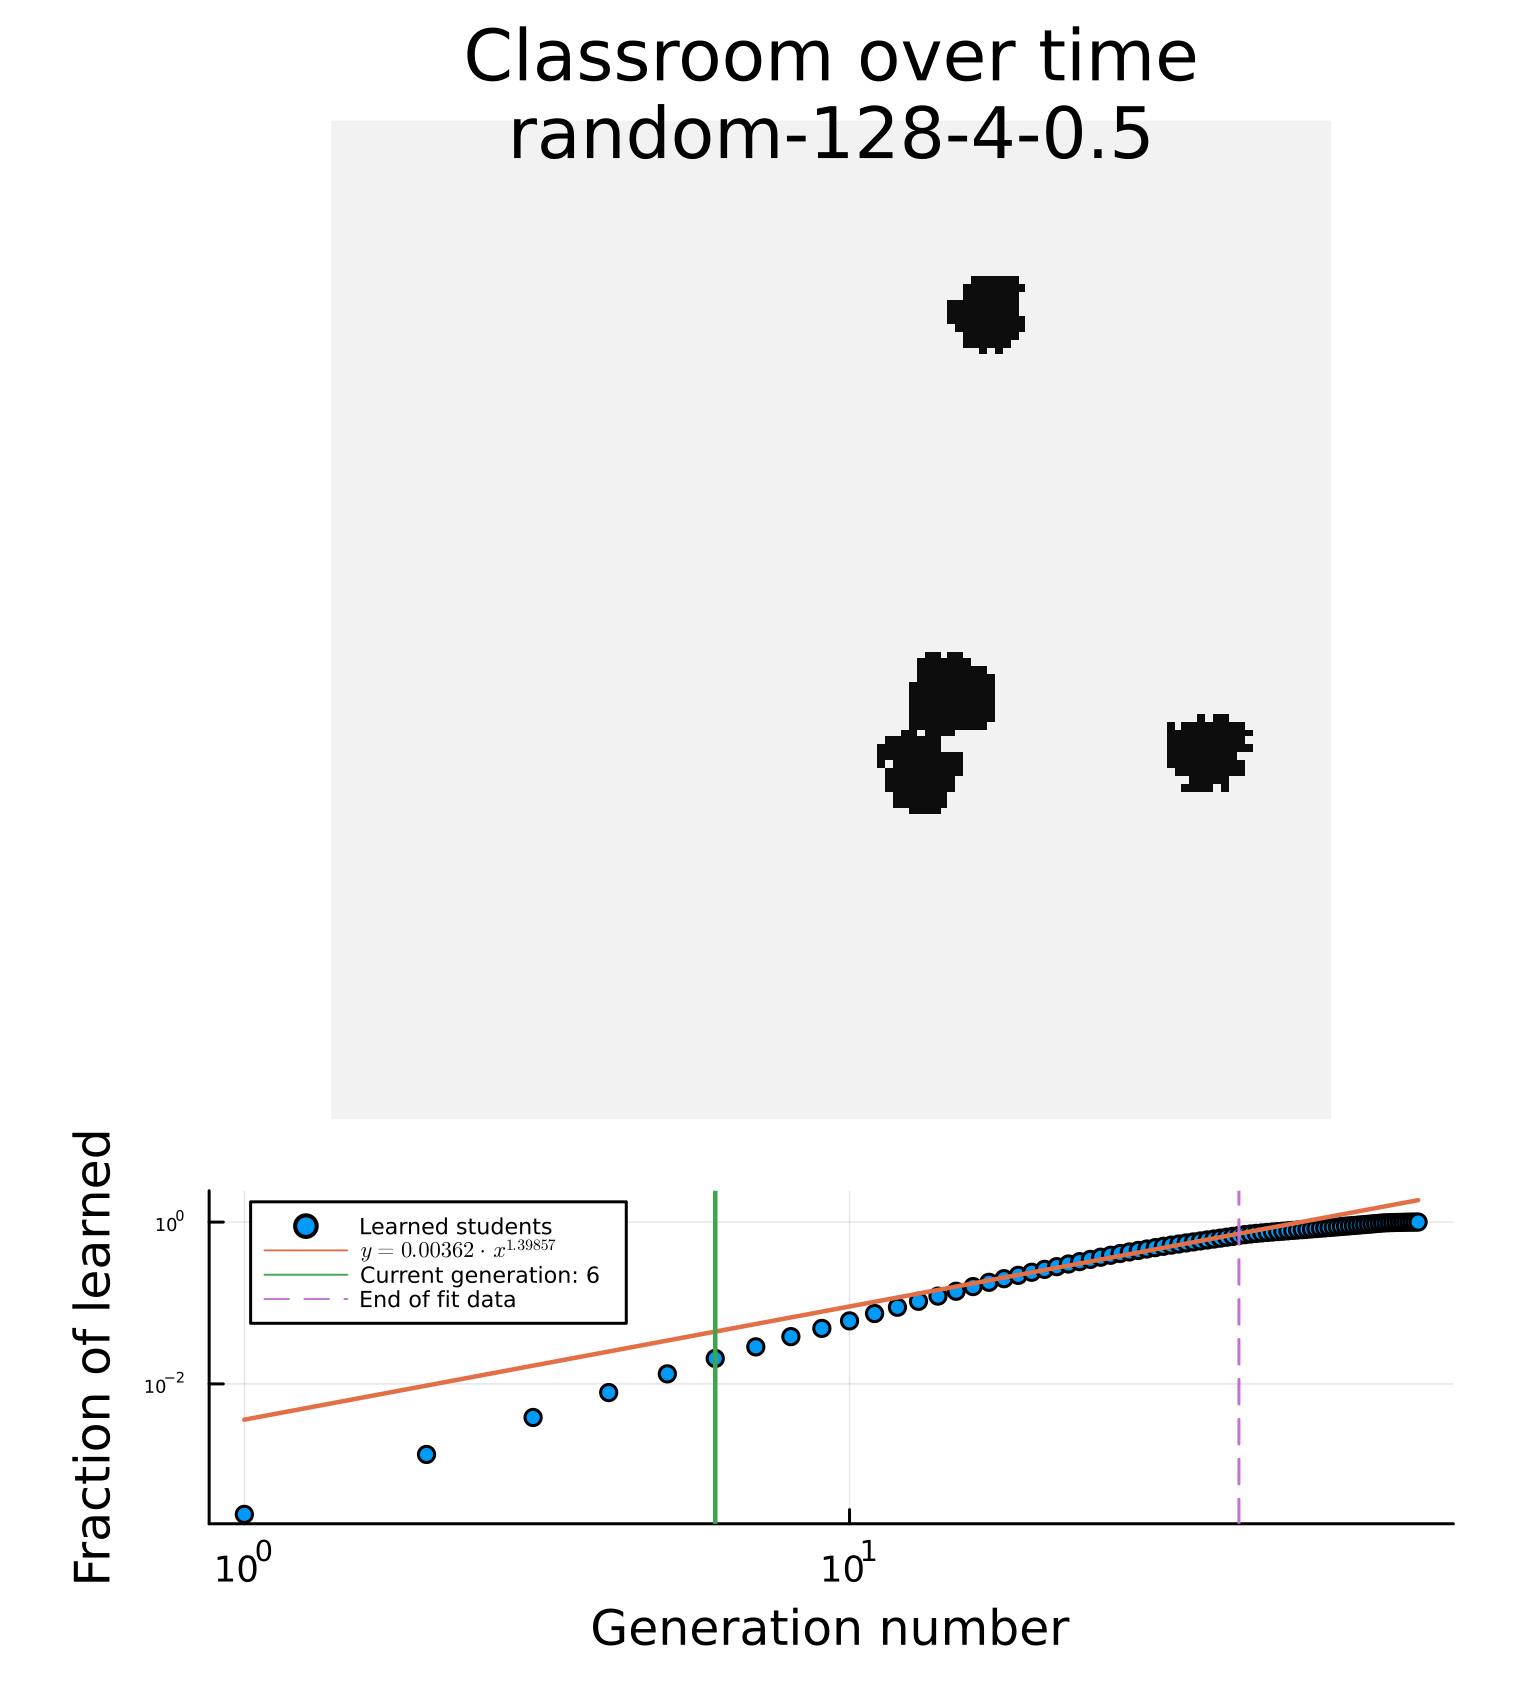 Classroom over time
random-128-4-0.5
Fraction of learned
10^0
10^-2
Learned students
y = 0.00362 · x^1.39857
Current generation: 6
End of fit data
10^0
10^1
Generation number